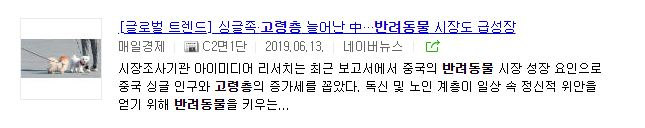 [글로벌 트렌드] 싱글족·고령층 늘어난 中…반려동물 시장도 급성장
매일경제 C2면1단 2019.06.13. 네이버뉴스
시장조사기관 아이미디어 리서치는 최근 보고서에서 중국의 반려동물 시장 성장 요인으로
중국 싱글 인구와 고령층의 증가세를 꼽았다. 독신 및 노인 계층이 일상 속 정신적 위안을
얻기 위해 반려동물을 키우는...